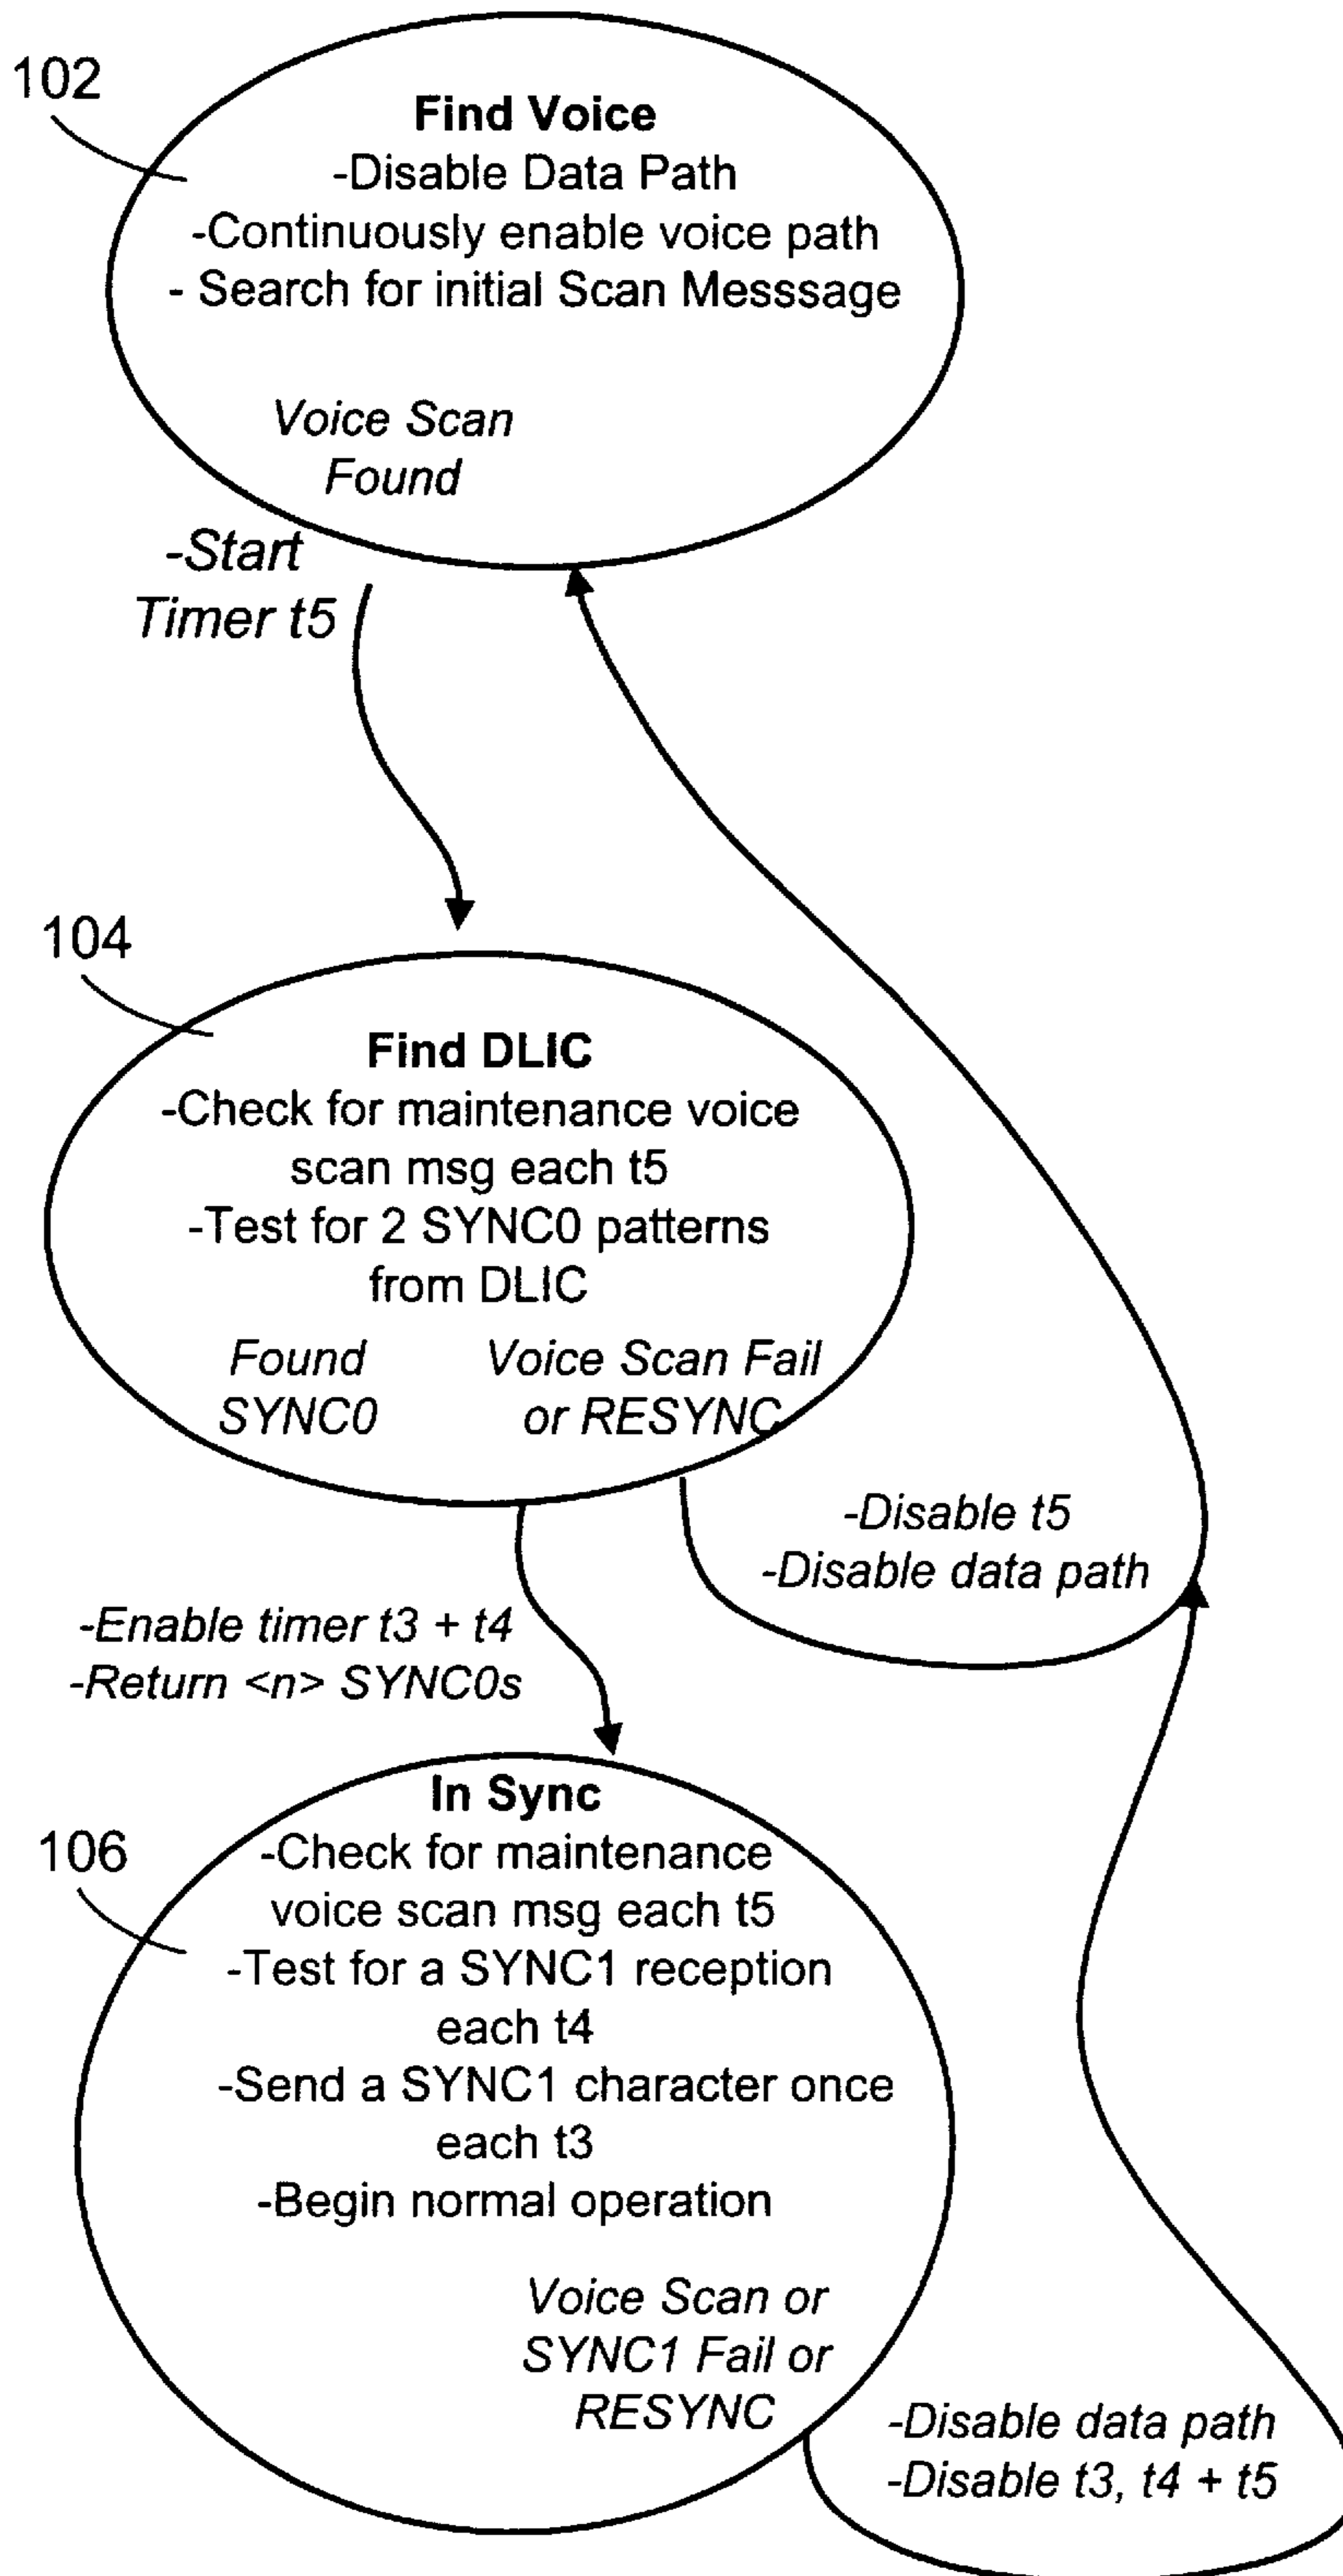 102
Find Voice
-Disable Data Path
-Continuously enable voice path
- Search for initial Scan Messsage
Voice Scan
Found
-Start
Timer t5
104
Find DLIC
-Check for maintenance voice
scan msg each t5
-Test for 2 SYNC0 patterns
from DLIC
Found
SYNC0
Voice Scan Fail
or RESYNC
-Disable t5
-Disable data path
-Enable timer t3 + t4
-Return <n> SYNC0s
106
In Sync
-Check for maintenance
voice scan msg each t5
-Test for a SYNC1 reception
each t4
-Send a SYNC1 character once
each t3
-Begin normal operation
Voice Scan or
SYNC1 Fail or
RESYNC
-Disable data path
-Disable t3, t4 + t5